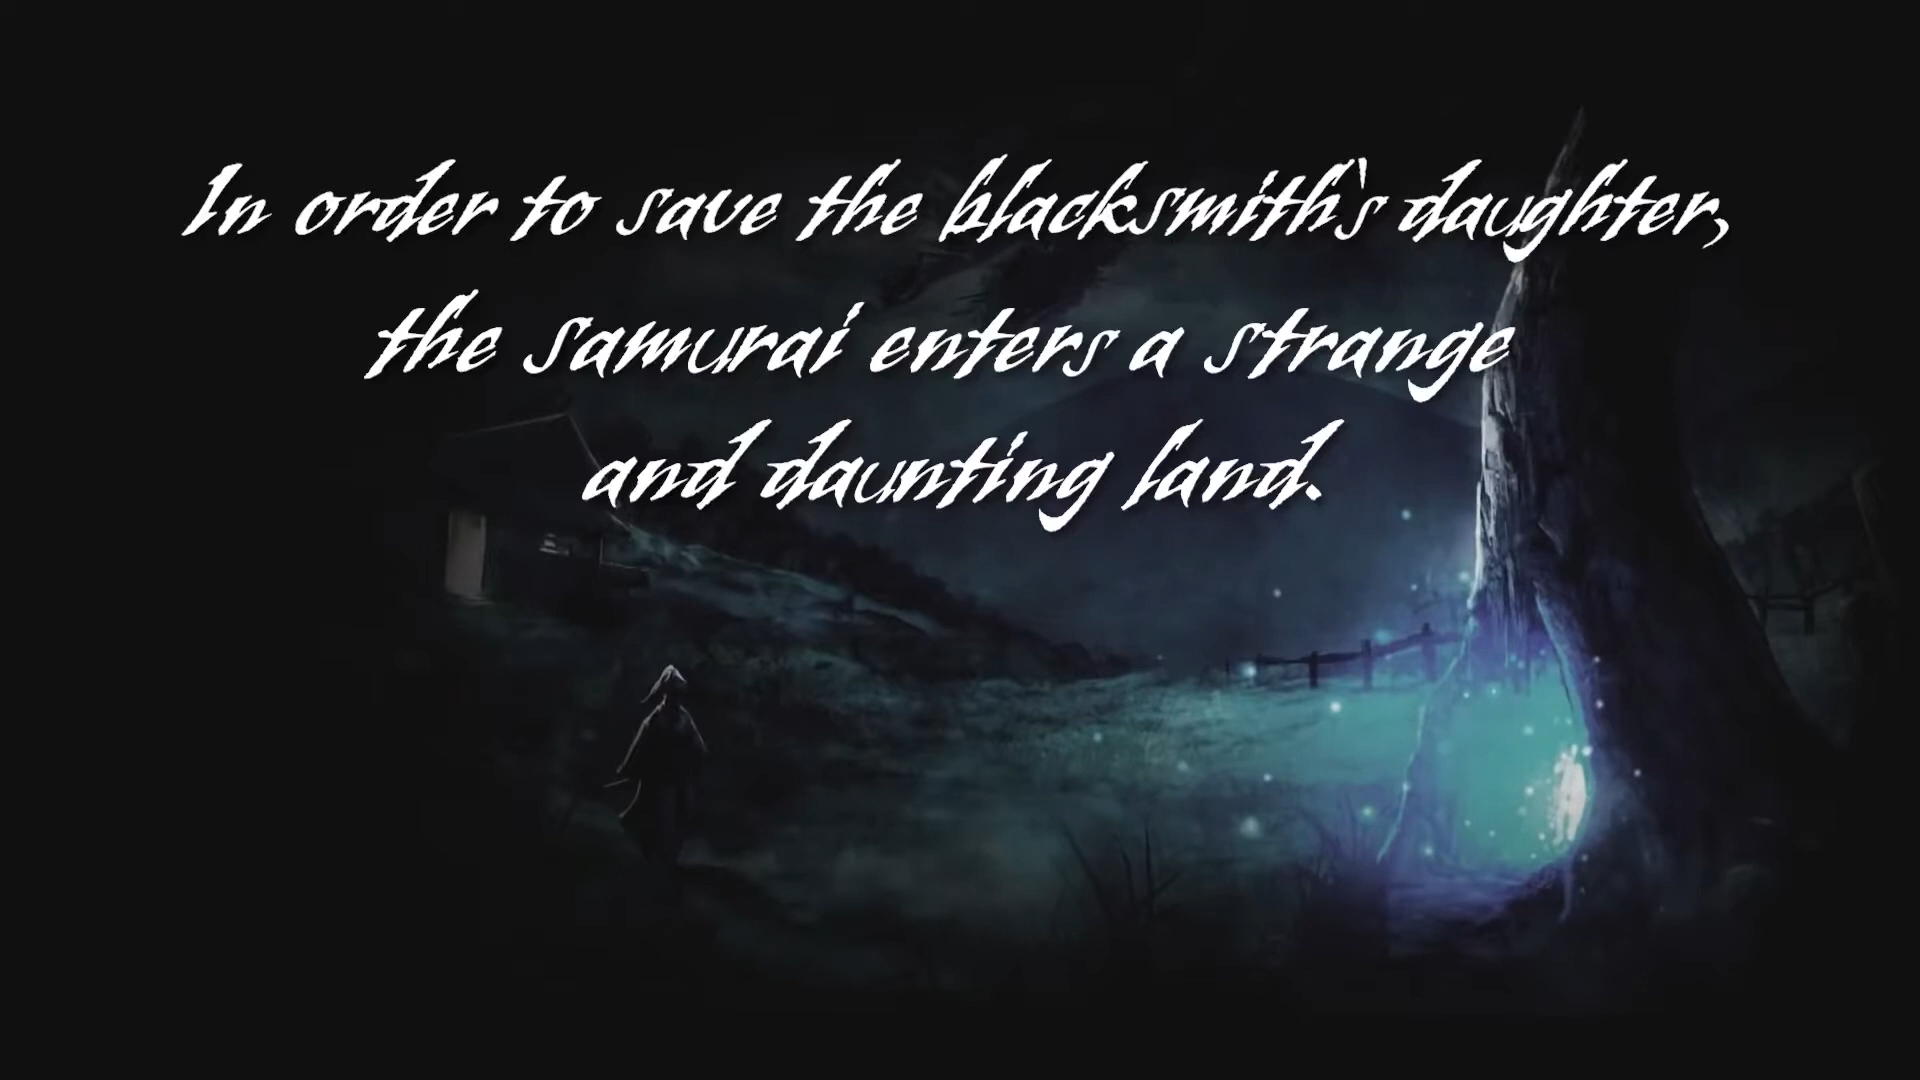 In order to save the blacksmith's daughter,
the samurai enters a strange
and daunting land.